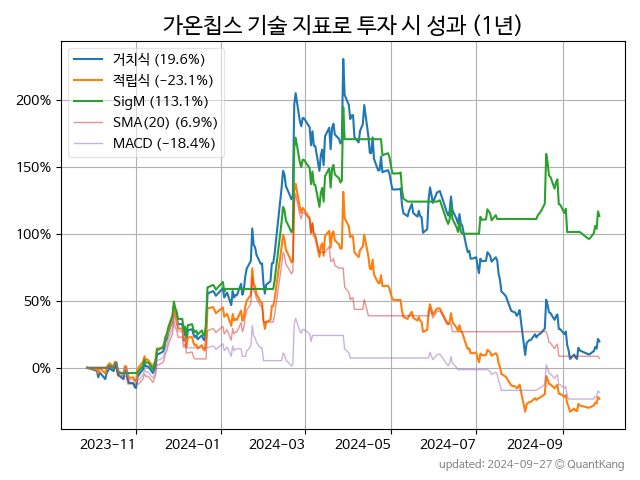 가온칩스 기술 지표로 투자 시 성과 (1년)
거치식 (19.6%)
적립식 (−23.1%)
SigM (113.1%)
SMA(20) (6.9%)
MACD (−18.4%)
200%
150%
100%
50%
0%
2023-11
2024-01
2024-03
2024-05
2024-07
2024-09
updated: 2024-09-27 © QuantKang